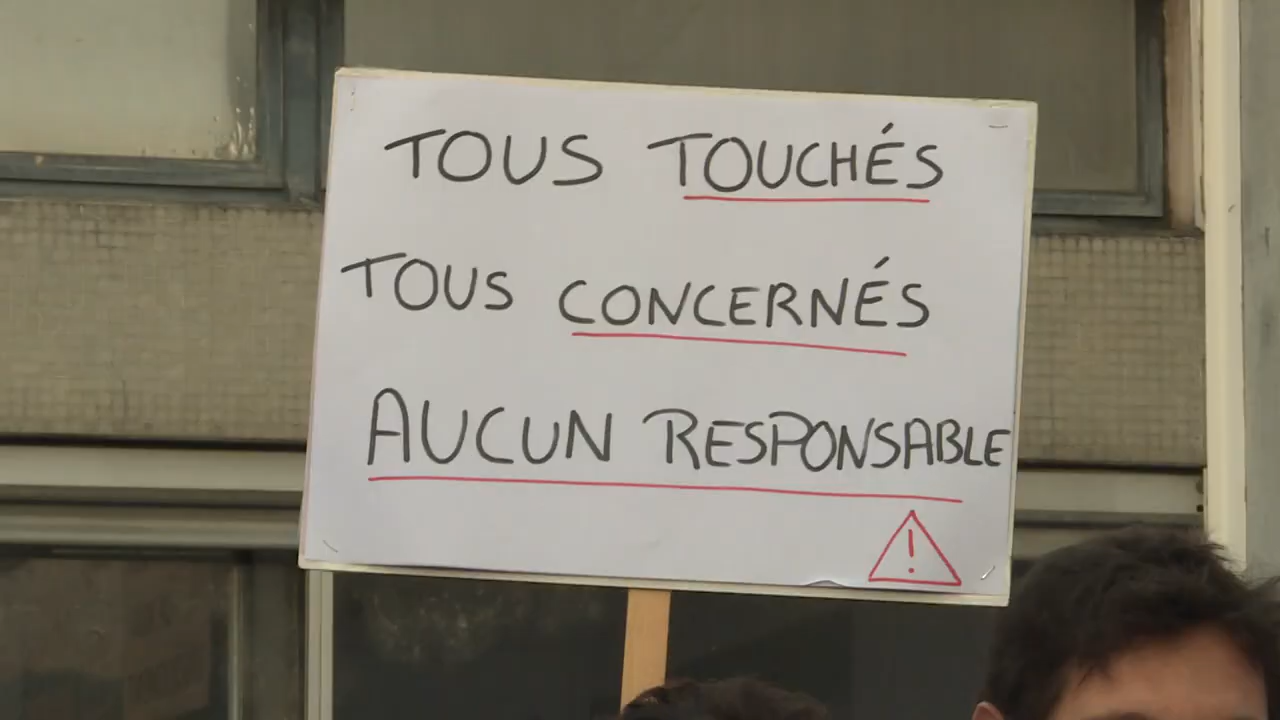 TOUS TOUCHÉS
TOUS CONCERNÉS
AUCUN RESPONSABLE
!